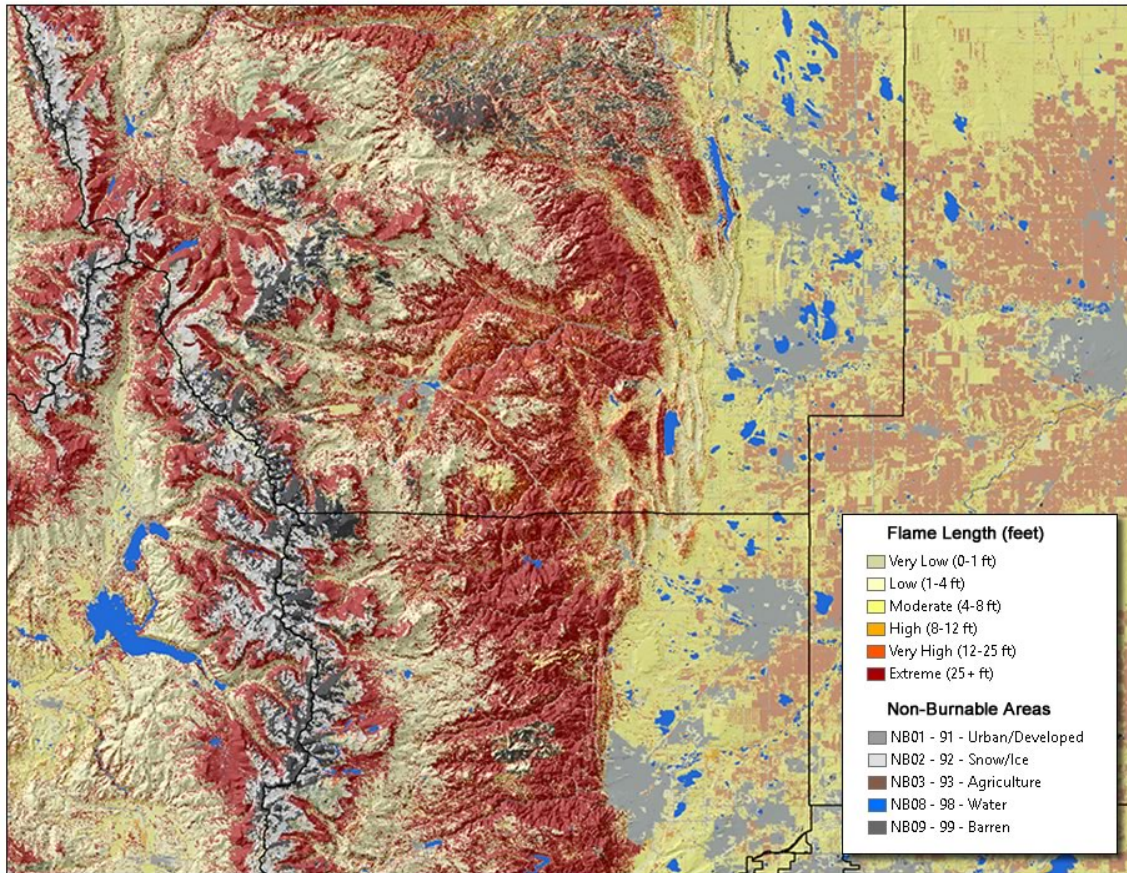 Flame Length (feet)
Very Low (0-1 ft)
Low (1-4 ft)
Moderate (4-8 ft)
High (8-12 ft)
Very High (12-25 ft)
Extreme (25+ ft)
Non-Burnable Areas
NB01 - 91 - Urban/Developed
NB02 - 92 - Snow/Ice
NB03 - 93 - Agriculture
NB08 - 98 - Water
NB09 - 99 - Barren